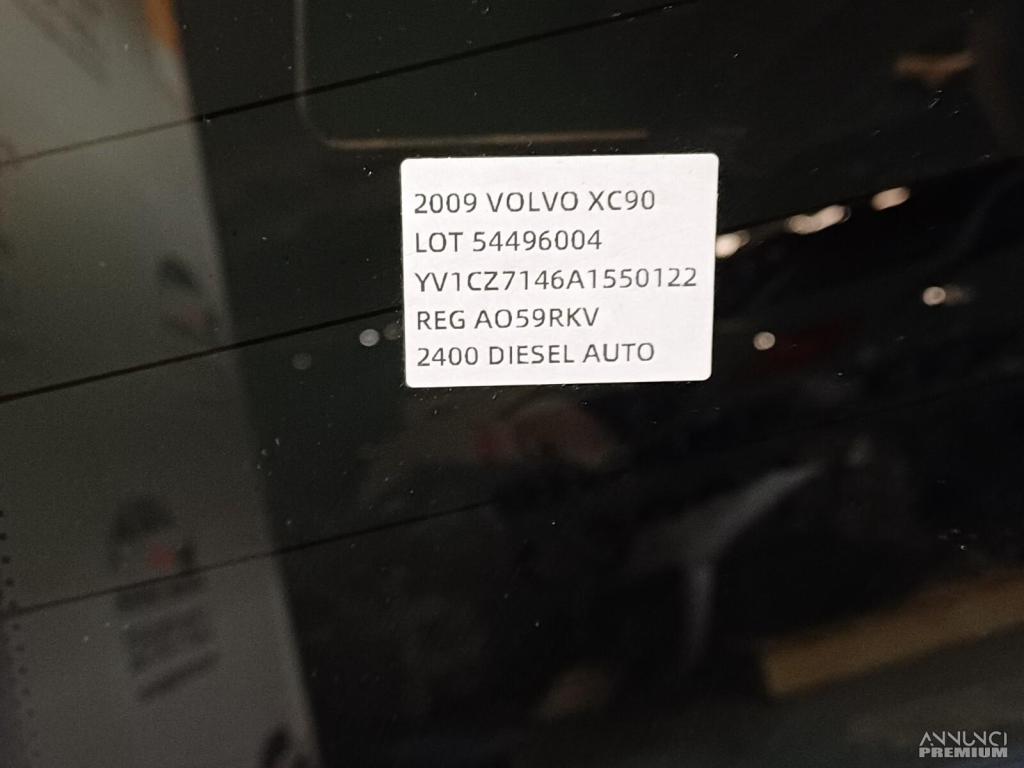 2009 VOLVO XC90
LOT 54496004
YV1CZ7146A1550122
REG AO59RKV
2400 DIESEL AUTO
ANNUNCI
PREMIUM